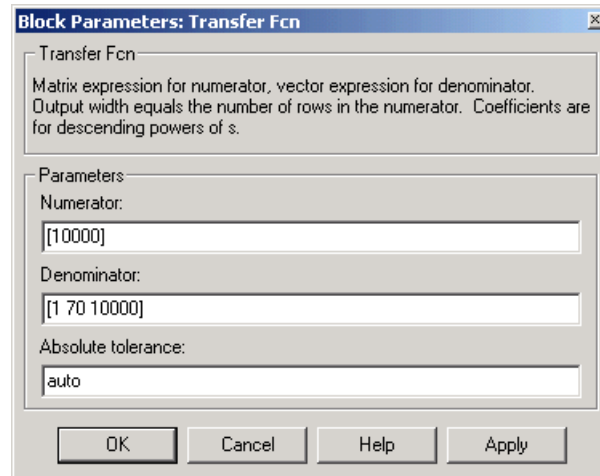 Block Parameters: Transfer Fcn
Transfer Fcn
Matrix expression for numerator, vector expression for denominator.
Output width equals the number of rows in the numerator.  Coefficients are
for descending powers of s.
Parameters
Numerator:
[10000]
Denominator:
[1 70 10000]
Absolute tolerance:
auto
OK Cancel Help Apply